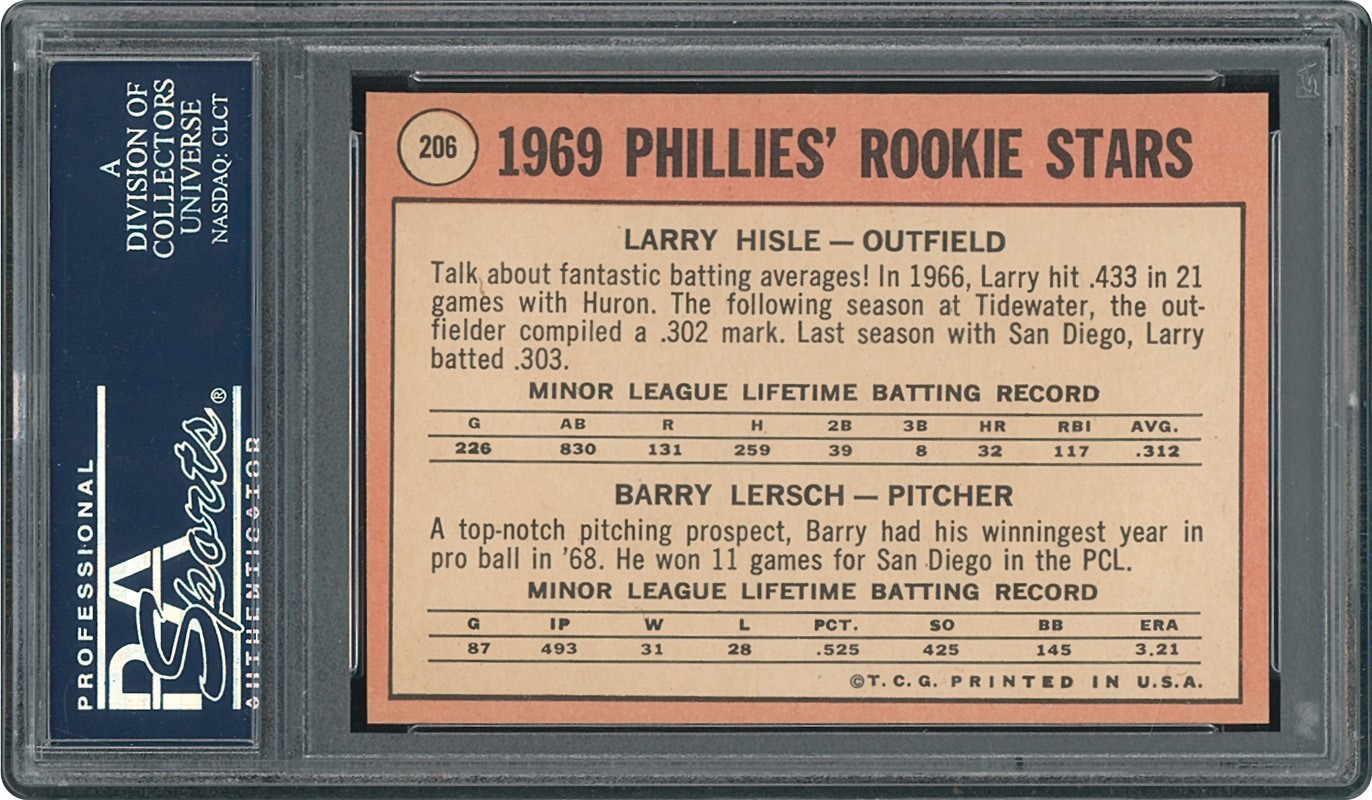 A
DIVISION OF
COLLECTORS
UNIVERSE
NASDAQ: CLCT
PROFESSIONAL
PSA
Sports®
AUTHENTICATOR
206
1969 PHILLIES' ROOKIE STARS
LARRY HISLE — OUTFIELD
Talk about fantastic batting averages! In 1966, Larry hit .433 in 21
games with Huron. The following season at Tidewater, the out-
fielder compiled a .302 mark. Last season with San Diego, Larry
batted .303.
MINOR LEAGUE LIFETIME BATTING RECORD
G AB R H 2B 3B HR RBI AVG.
226 830 131 259 39 8 32 117 .312
BARRY LERSCH — PITCHER
A top-notch pitching prospect, Barry had his winningest year in
pro ball in '68. He won 11 games for San Diego in the PCL.
MINOR LEAGUE LIFETIME BATTING RECORD
G IP W L PCT. SO BB ERA
87 493 31 28 .525 425 145 3.21
©T.C.G. PRINTED IN U.S.A.
PSA